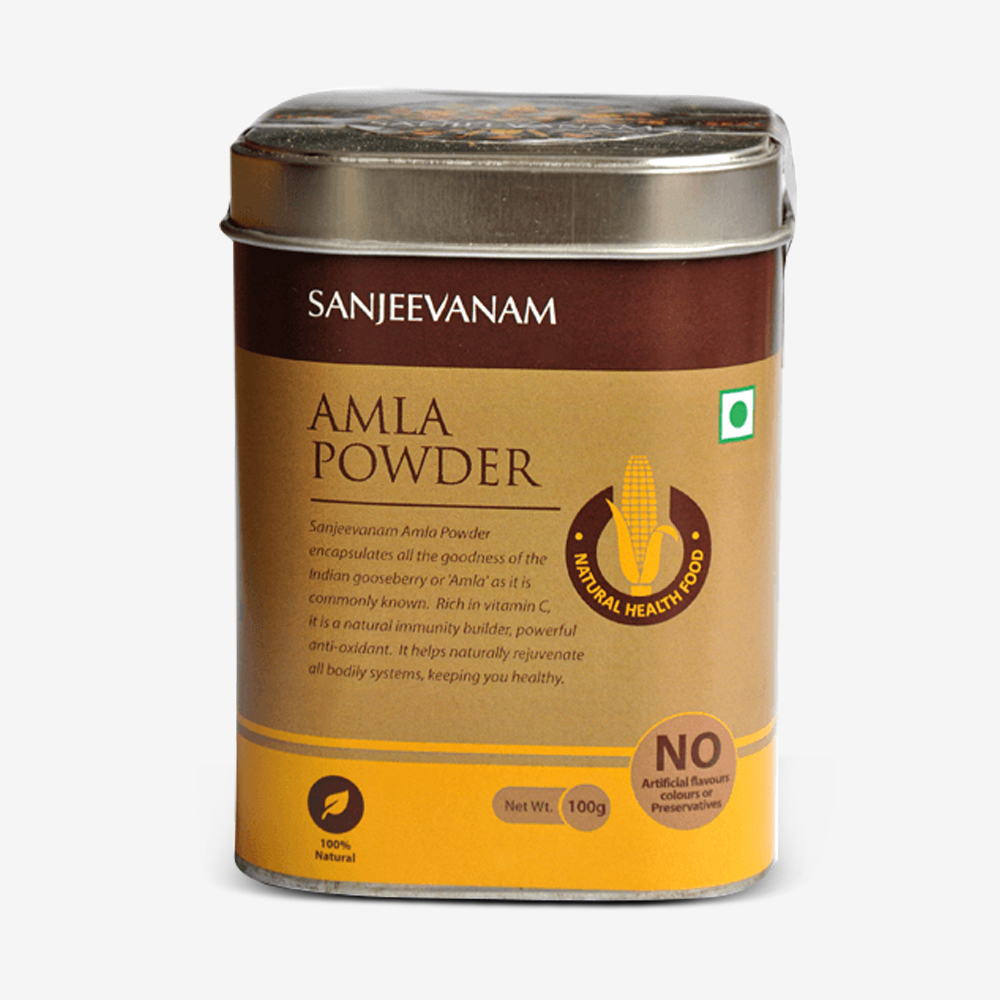 SANJEEVANAM
AMLA
POWDER
Sanjeevanam Amla Powder
encapsulates all the goodness of the
Indian gooseberry or 'Amla' as it is
commonly known. Rich in vitamin C,
it is a natural immunity builder, powerful
anti-oxidant. It helps naturally rejuvenate
all bodily systems, keeping you healthy.
NATURAL HEALTH FOOD
NO
Artificial flavours
colours or
Preservatives
Net Wt. 100g
100%
Natural